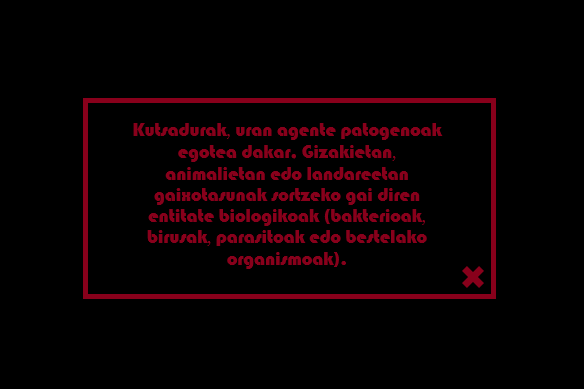 Kutsadurak, uran agente patogenoak
egotea dakar. Gizakietan,
animalietan edo landareetan
gaixotasunak sortzeko gai diren
entitate biologikoak (bakterioak,
birusak, parasitoak edo bestelako
organismoak).